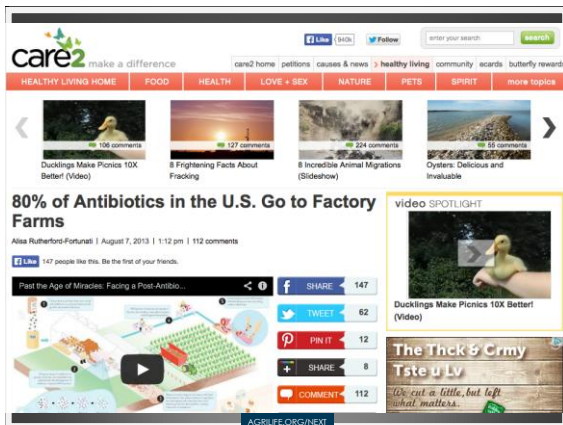 care2 make a difference
Like 940k Follow enter your search search
care2 home petitions causes & news > healthy living community ecards butterfly rewards
HEALTHY LIVING HOME FOOD HEALTH LOVE + SEX NATURE PETS SPIRIT more topics
106 comments 127 comments 224 comments 55 comments
Ducklings Make Picnics 10X 8 Frightening Facts About 8 Incredible Animal Migrations Oysters: Delicious and
Better! (Video) Fracking (Slideshow) Invaluable
80% of Antibiotics in the U.S. Go to Factory
Farms
Alisa Rutherford-Fortunati | August 7, 2013 | 1:12 pm | 112 comments
Like 147 people like this. Be the first of your friends.
Past the Age of Miracles: Facing a Post-Antibio...
SHARE 147
TWEET 62
PIN IT 12
SHARE 8
COMMENT 112
video SPOTLIGHT
Ducklings Make Picnics 10X Better!
(Video)
The Thck & Crmy
Tste u Lv
We cut a little, but left
what matters.
AGRILIFE.ORG/NEXT